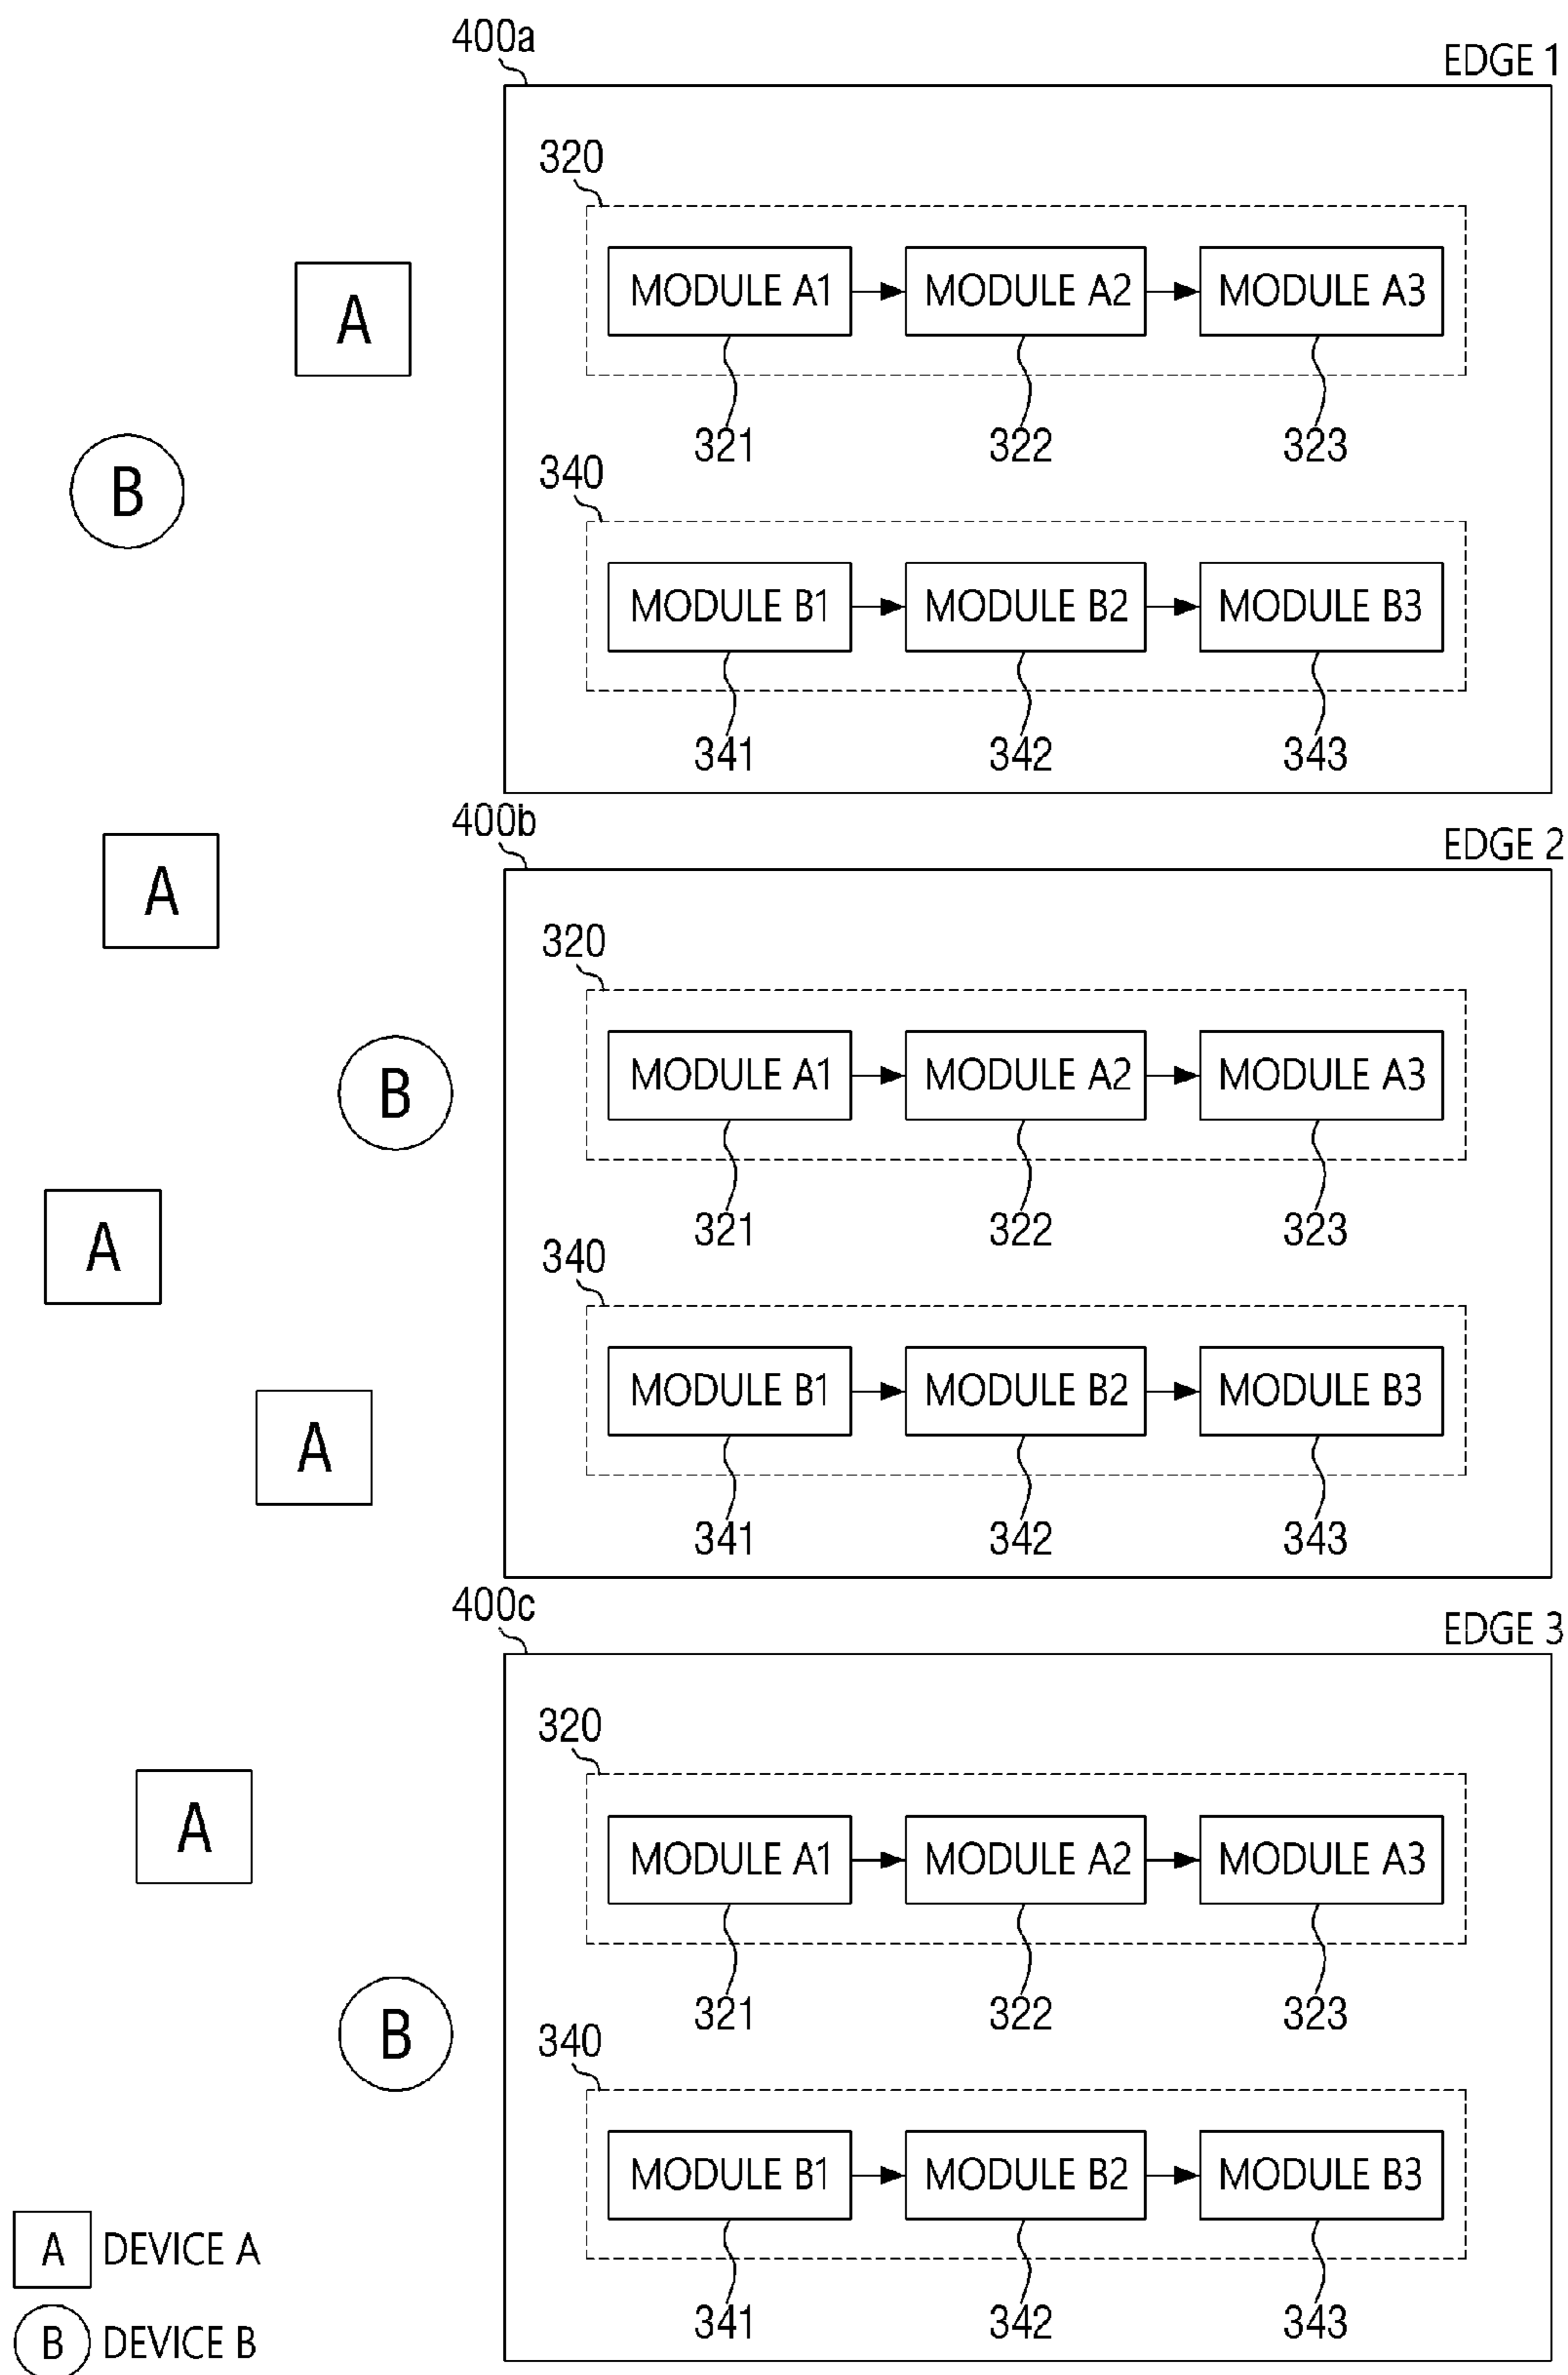 400a
EDGE 1
320
MODULE A1 MODULE A2 MODULE A3
A
321 322 323
B
340
MODULE B1 MODULE B2 MODULE B3
341 342 343
400b
EDGE 2
A
320
MODULE A1 MODULE A2 MODULE A3
B
321 322 323
A
340
MODULE B1 MODULE B2 MODULE B3
A
341 342 343
400c
EDGE 3
320
A
MODULE A1 MODULE A2 MODULE A3
321 322 323
B
340
MODULE B1 MODULE B2 MODULE B3
A DEVICE A
341 342 343
B DEVICE B